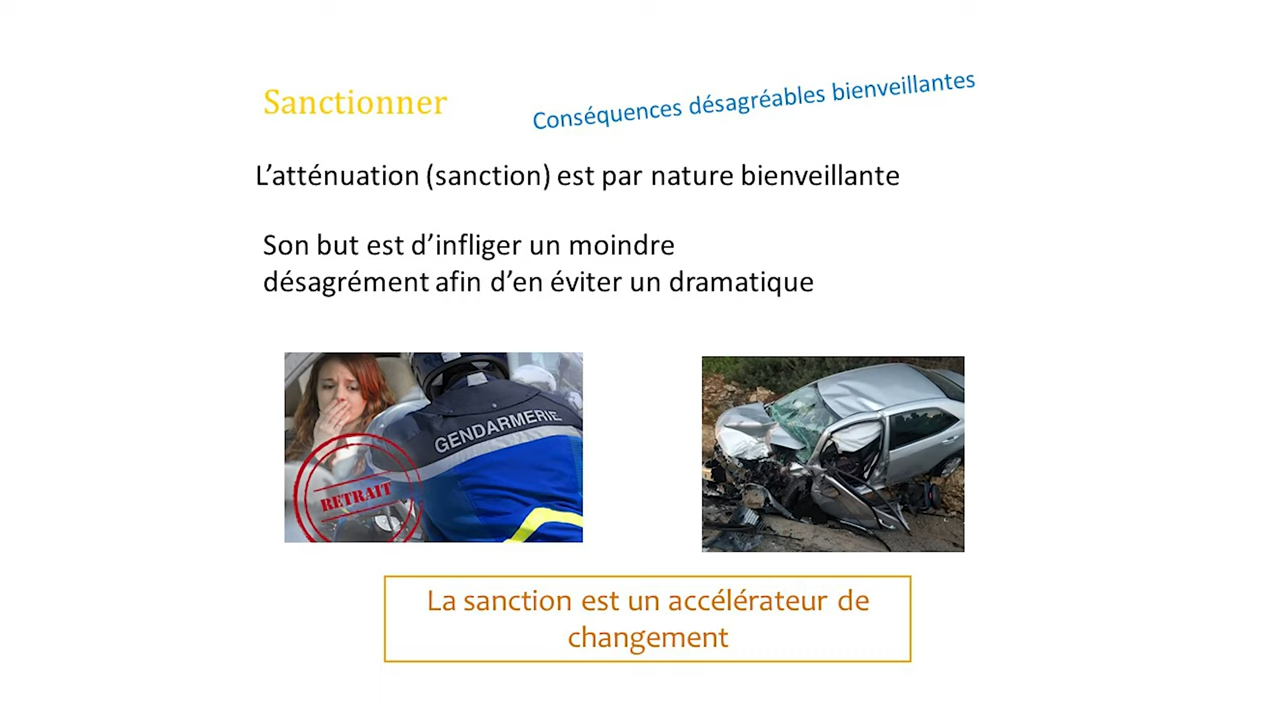 Sanctionner
Conséquences désagréables bienveillantes
L’atténuation (sanction) est par nature bienveillante
Son but est d’infliger un moindre
désagrément afin d’en éviter un dramatique
GENDARMERIE
RETRAIT
La sanction est un accélérateur de
changement